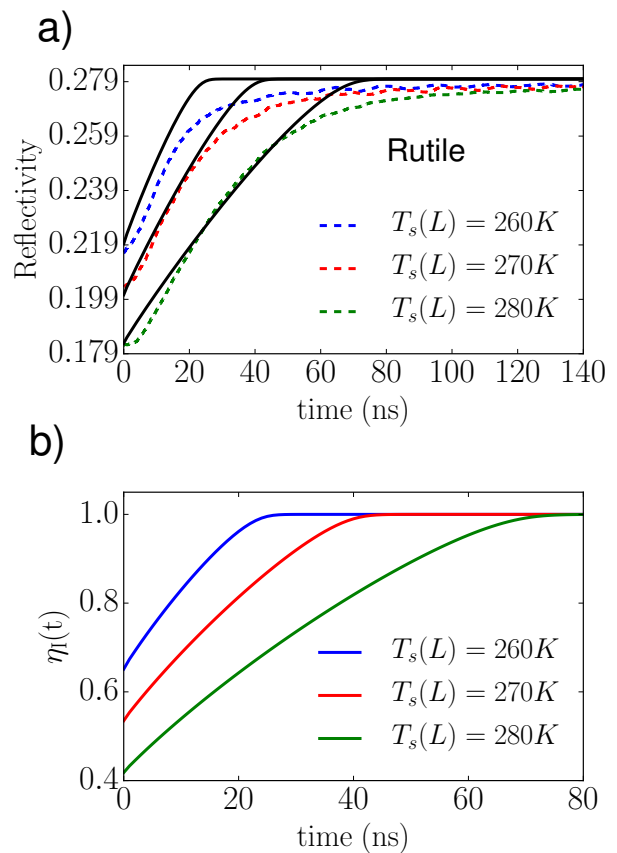 a)
0.279
0.259
0.239
0.219
0.199
0.179
Reflectivity
Rutile
T_s(L) = 260K
T_s(L) = 270K
T_s(L) = 280K
0 20 40 60 80 100 120 140
time (ns)
b)
1.0
0.8
0.6
0.4
η_I(t)
T_s(L) = 260K
T_s(L) = 270K
T_s(L) = 280K
0 20 40 60 80
time (ns)